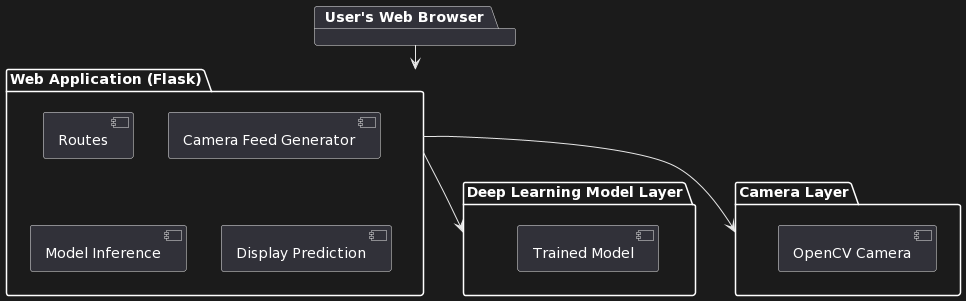 User's Web Browser
Web Application (Flask)
Routes
Camera Feed Generator
Model Inference
Display Prediction
Deep Learning Model Layer
Trained Model
Camera Layer
OpenCV Camera